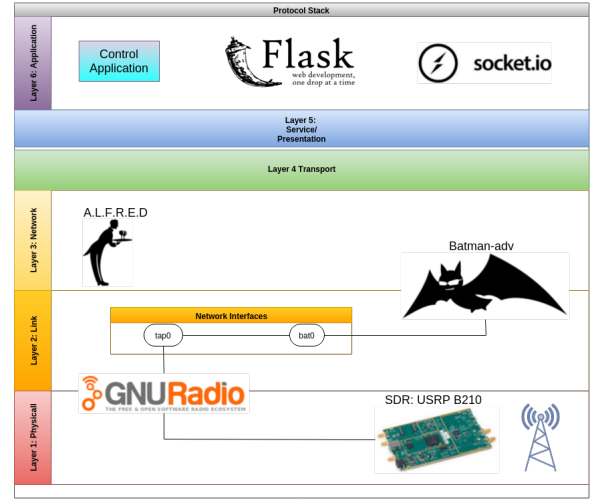 Protocol Stack
Layer 6: Application
Control
Application
Flask
web development,
one drop at a time
socket.io
Layer 5:
Service/
Presentation
Layer 4 Transport
Layer 3: Network
A.L.F.R.E.D
Batman-adv
Layer 2: Link
Network Interfaces
tap0
bat0
GNURadio
THE FREE & OPEN SOFTWARE RADIO ECOSYSTEM
Layer 1: Physicall
SDR: USRP B210